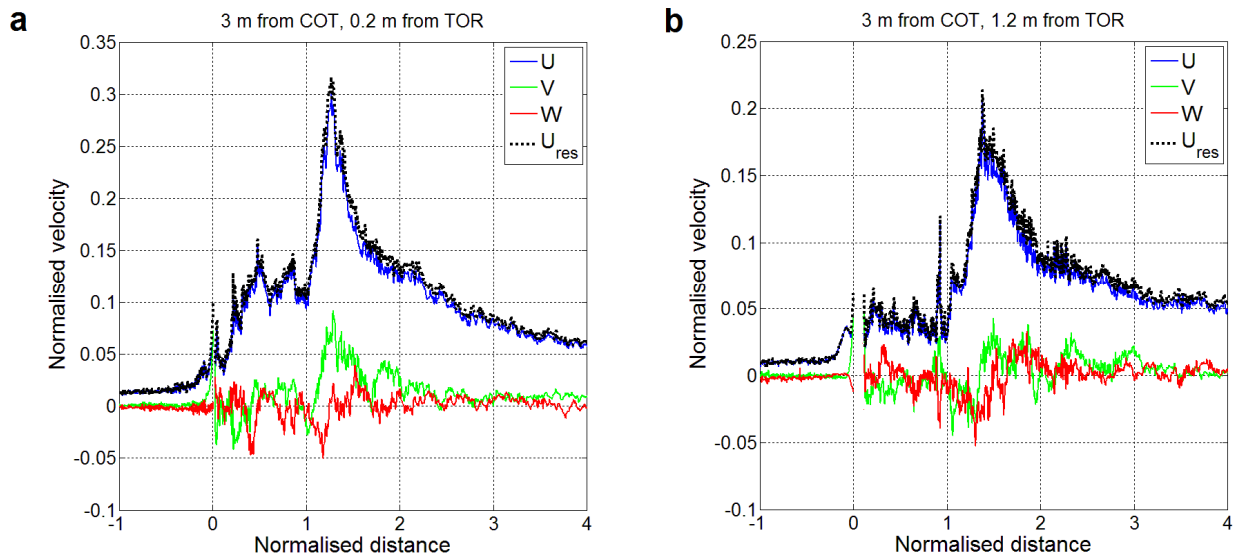 a
3 m from COT, 0.2 m from TOR
0.35
0.3
0.25
0.2
0.15
0.1
0.05
0
-0.05
-0.1
Normalised velocity
U
V
W
U_res
-1
0
1
2
3
4
Normalised distance
b
3 m from COT, 1.2 m from TOR
0.25
0.2
0.15
0.1
0.05
0
-0.05
-0.1
Normalised velocity
U
V
W
U_res
-1
0
1
2
3
4
Normalised distance